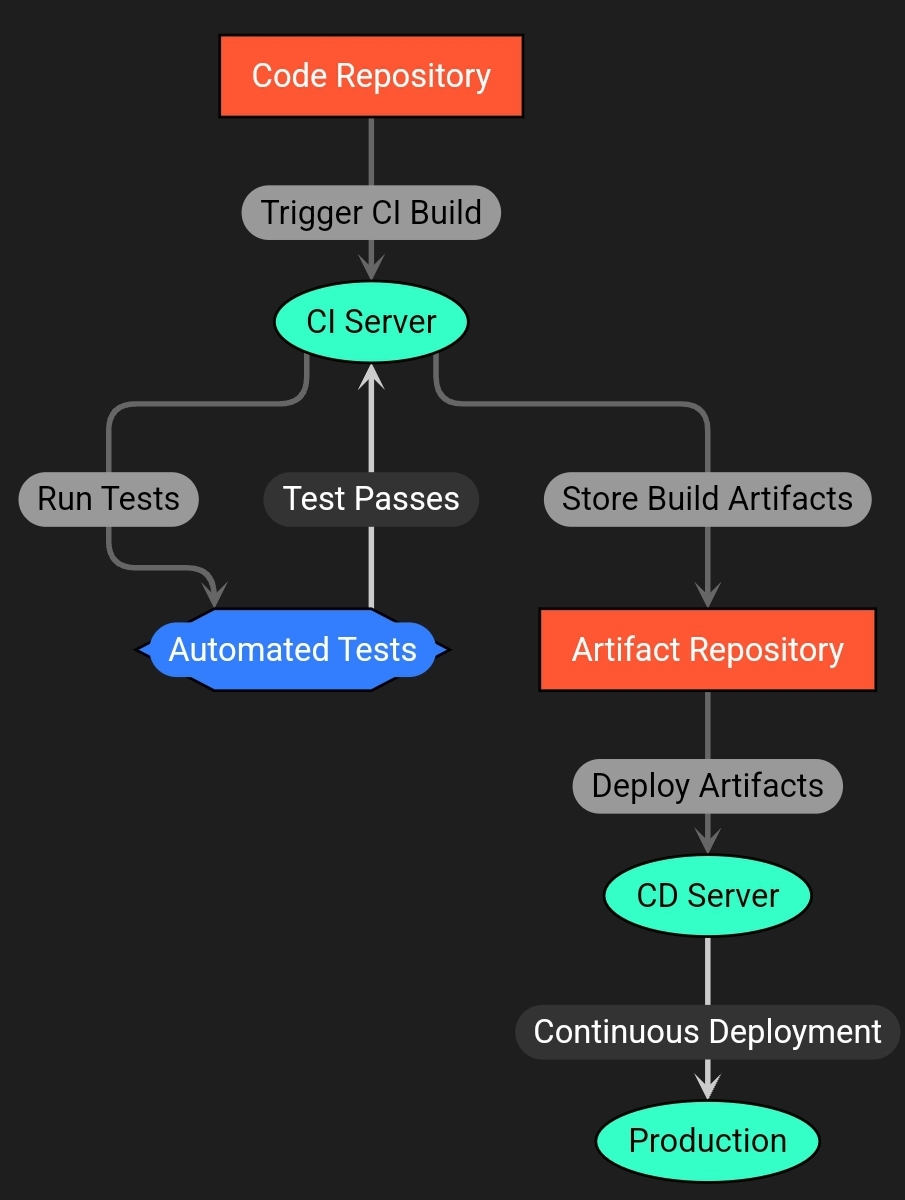 Code Repository
Trigger CI Build
CI Server
Run Tests
Test Passes
Store Build Artifacts
Automated Tests
Artifact Repository
Deploy Artifacts
CD Server
Continuous Deployment
Production